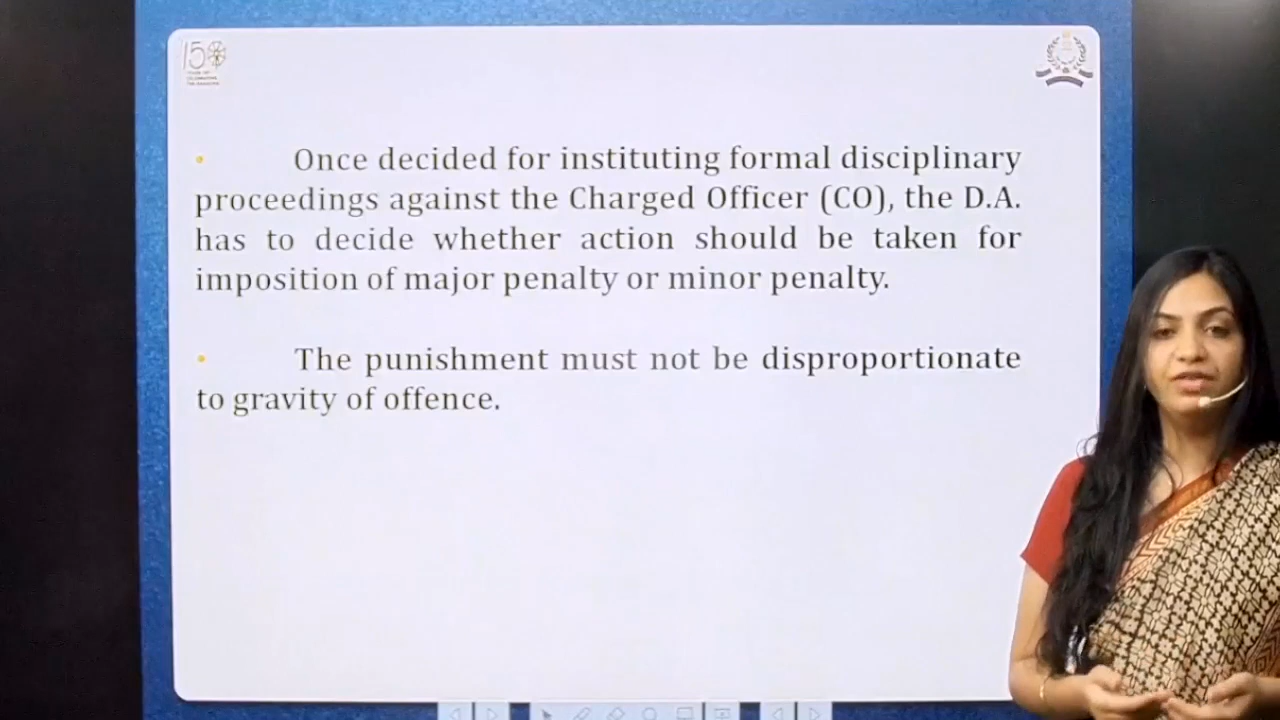 150
• Once decided for instituting formal disciplinary
proceedings against the Charged Officer (CO), the D.A.
has to decide whether action should be taken for
imposition of major penalty or minor penalty.
• The punishment must not be disproportionate
to gravity of offence.